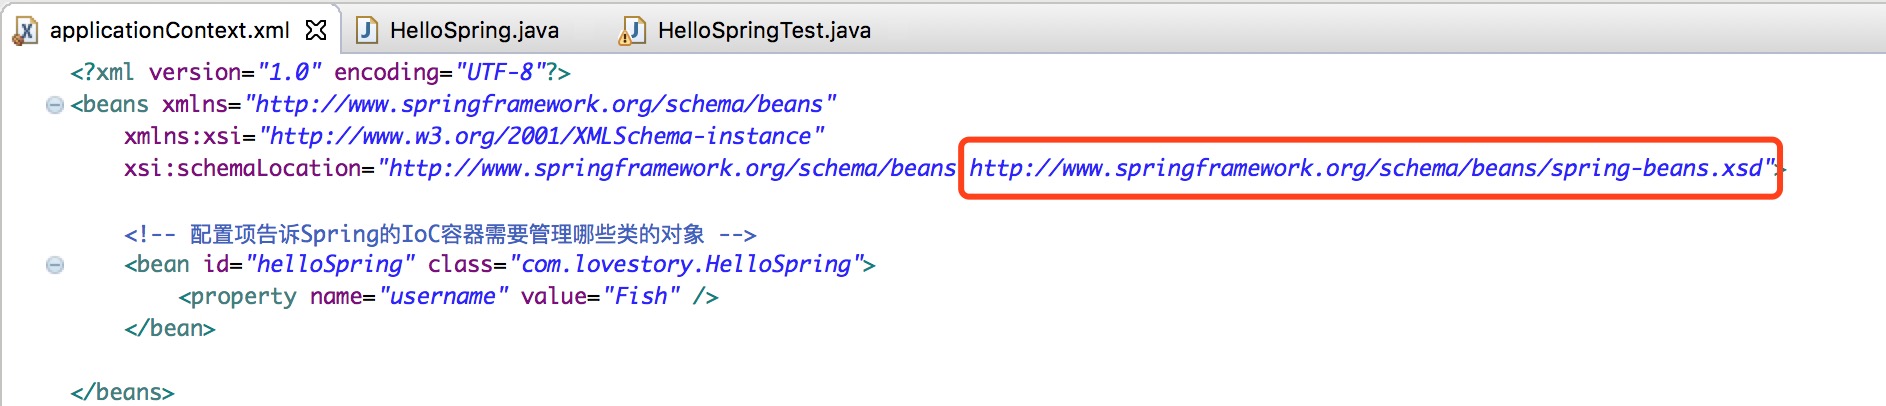 applicationContext.xml HelloSpring.java HelloSpringTest.java
<?xml version="1.0" encoding="UTF-8"?>
<beans xmlns="http://www.springframework.org/schema/beans"
xmlns:xsi="http://www.w3.org/2001/XMLSchema-instance"
xsi:schemaLocation="http://www.springframework.org/schema/beans http://www.springframework.org/schema/beans/spring-beans.xsd">
<!-- 配置项告诉Spring的IoC容器需要管理哪些类的对象 -->
<bean id="helloSpring" class="com.lovestory.HelloSpring">
<property name="username" value="Fish" />
</bean>
</beans>